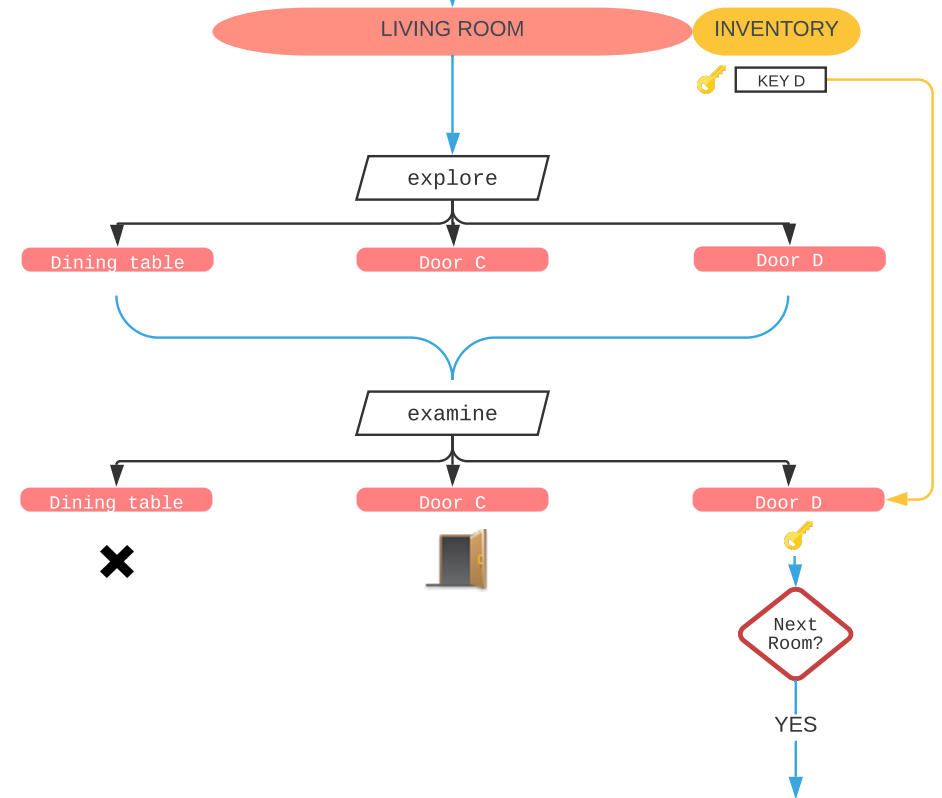 LIVING ROOM
INVENTORY
KEY D
explore
Dining table
Door C
Door D
examine
Dining table
Door C
Door D
Next
Room?
YES